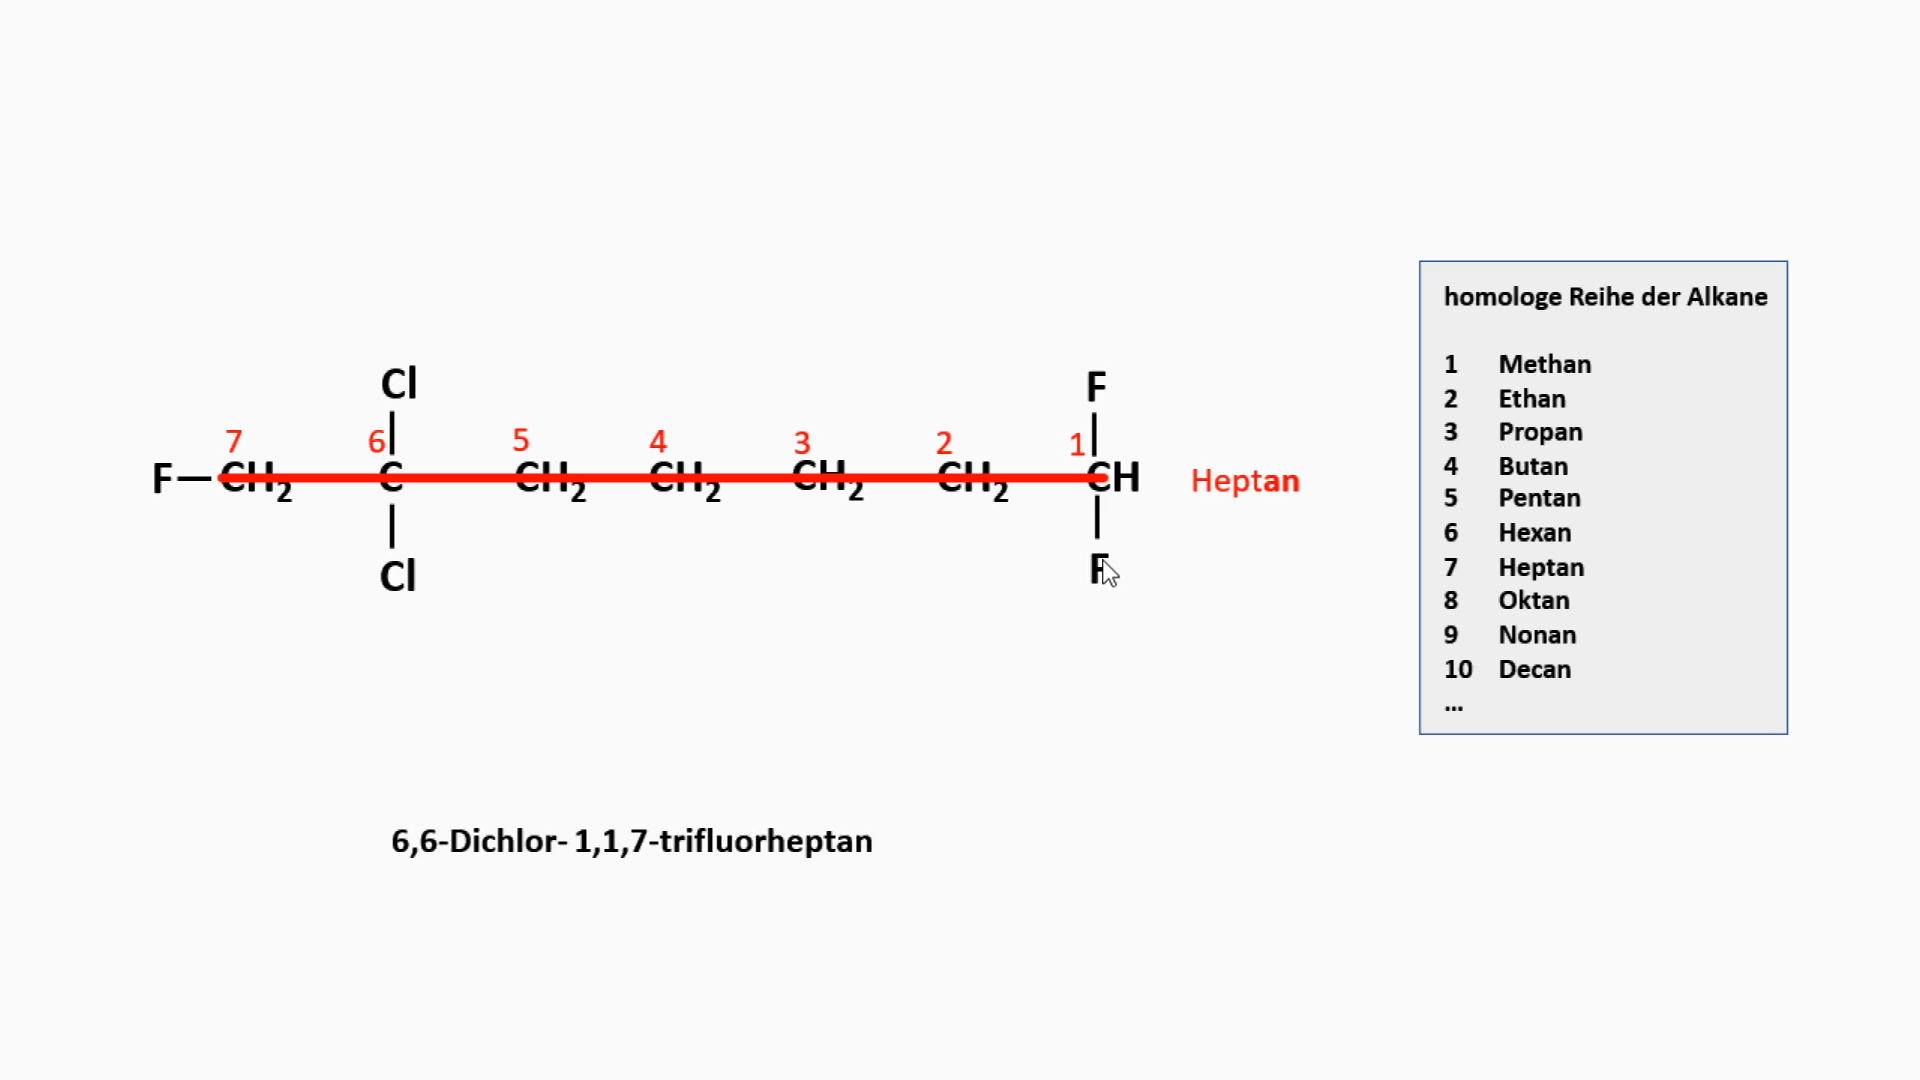 Cl F
7 6 5 4 3 2 1
F—CH₂ C CH₂ CH₂ CH₂ CH₂ CH Heptan
Cl F
6,6-Dichlor- 1,1,7-trifluorheptan
homologe Reihe der Alkane
1 Methan
2 Ethan
3 Propan
4 Butan
5 Pentan
6 Hexan
7 Heptan
8 Oktan
9 Nonan
10 Decan
...